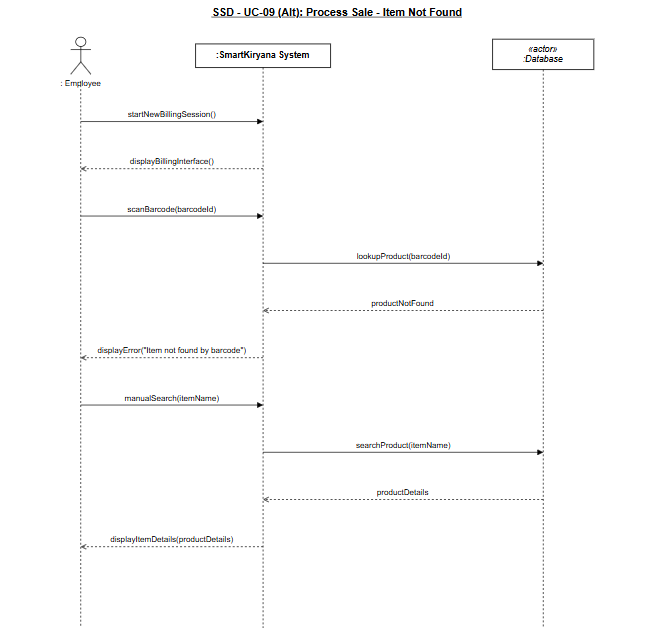 SSD - UC-09 (Alt): Process Sale - Item Not Found
: Employee
:SmartKiryana System
«actor»
:Database
startNewBillingSession()
displayBillingInterface()
scanBarcode(barcodeId)
lookupProduct(barcodeId)
productNotFound
displayError("Item not found by barcode")
manualSearch(itemName)
searchProduct(itemName)
productDetails
displayItemDetails(productDetails)